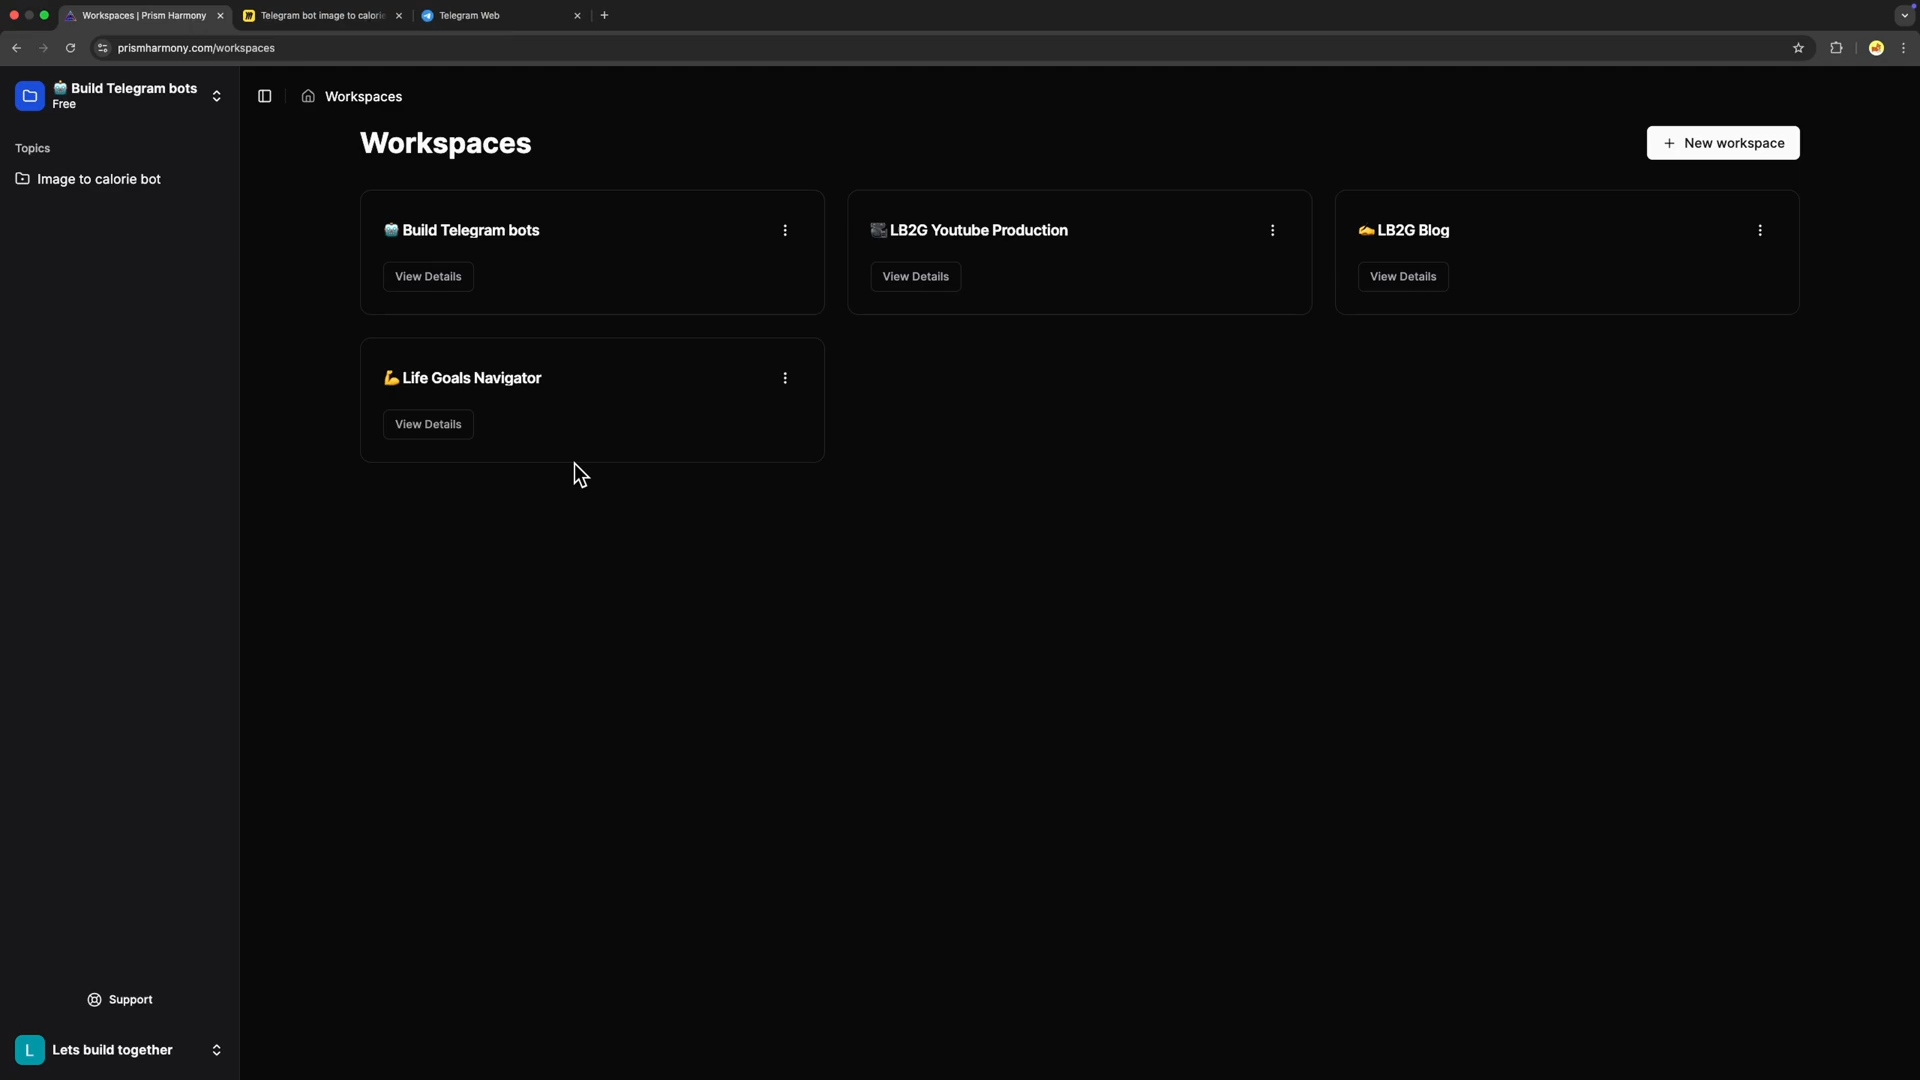 Workspaces | Prism Harmony
Telegram bot image to calorie
Telegram Web
prismharmony.com/workspaces
Build Telegram bots
Free
Topics
Image to calorie bot
Workspaces
Workspaces
New workspace
Build Telegram bots
View Details
LB2G Youtube Production
View Details
LB2G Blog
View Details
Life Goals Navigator
View Details
Support
L
Lets build together